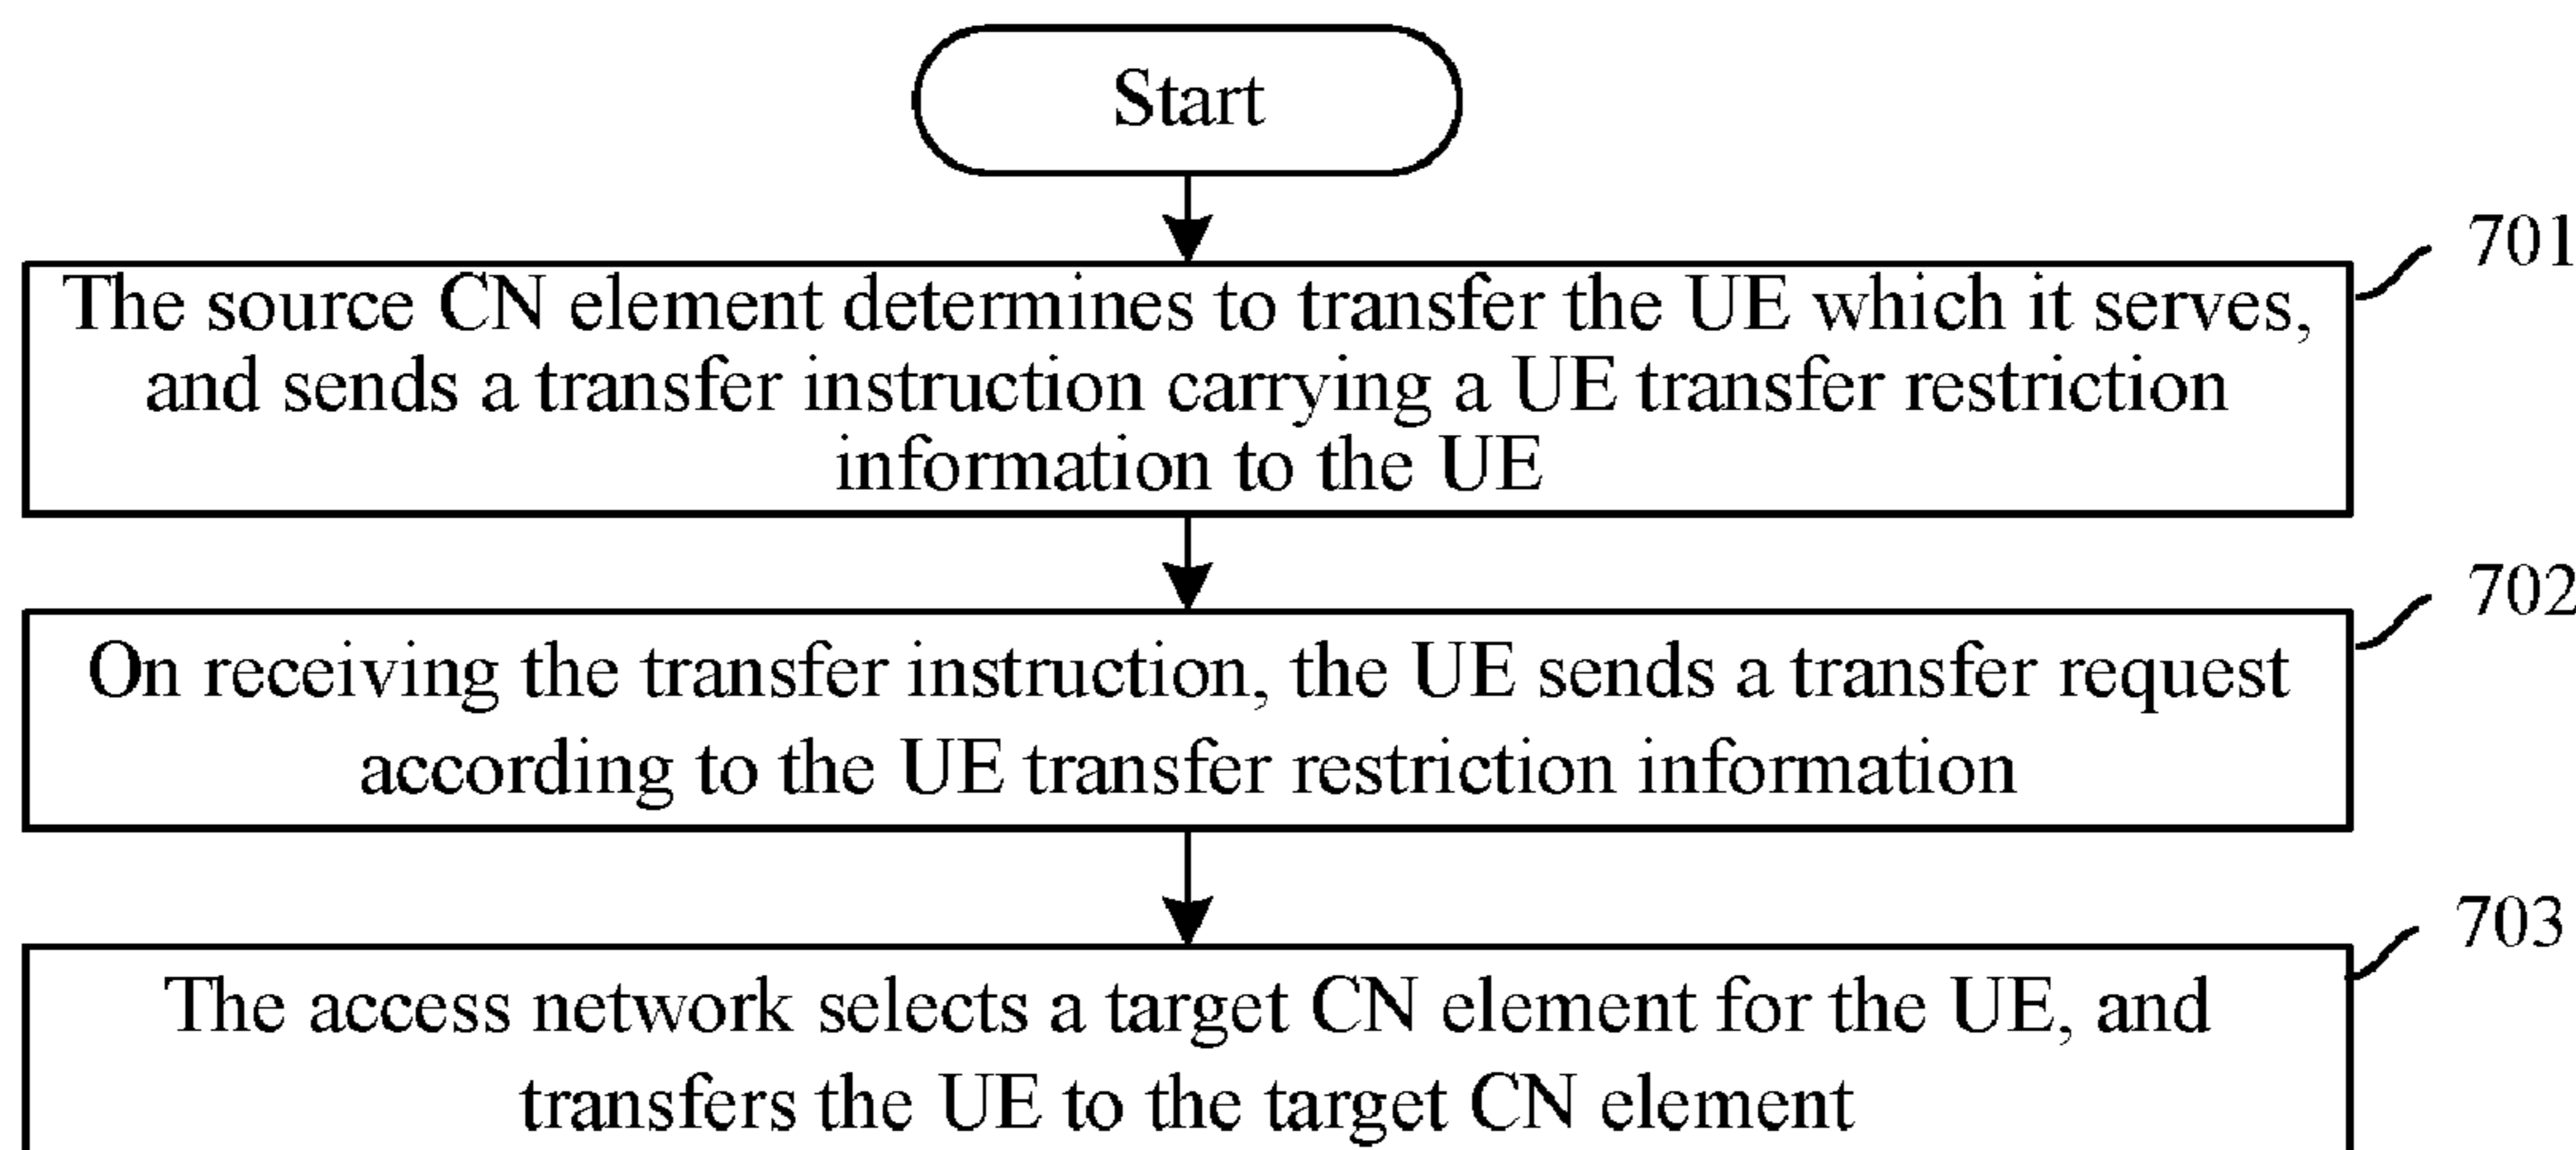 Start
701
The source CN element determines to transfer the UE which it serves,
and sends a transfer instruction carrying a UE transfer restriction
information to the UE
702
On receiving the transfer instruction, the UE sends a transfer request
according to the UE transfer restriction information
703
The access network selects a target CN element for the UE, and
transfers the UE to the target CN element